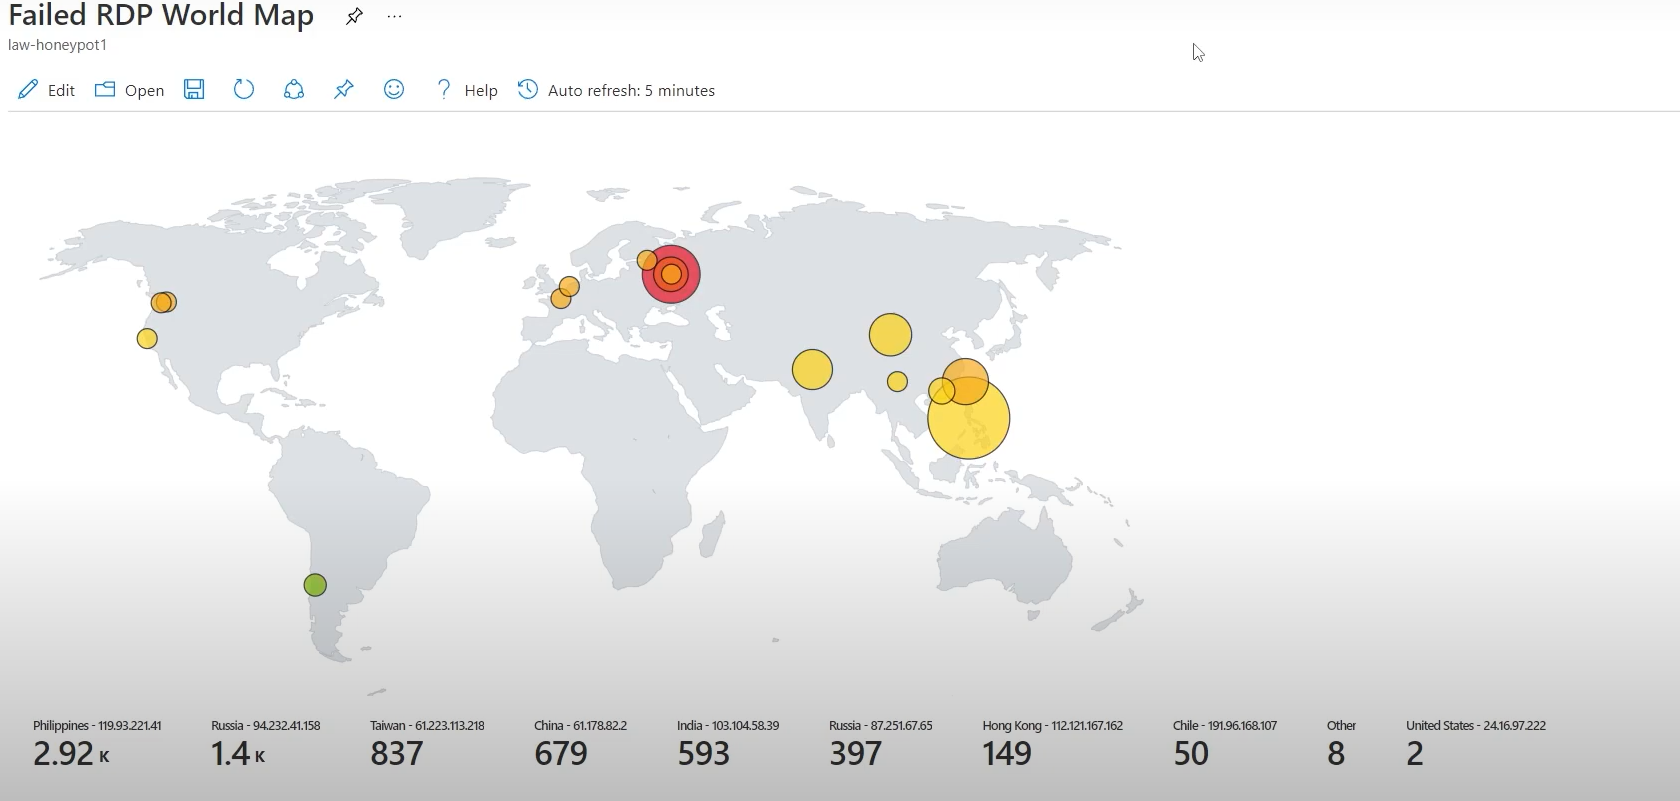 Failed RDP World Map ...
law-honeypot1
Edit Open ? Help Auto refresh: 5 minutes
Philippines - 119.93.221.41 Russia - 94.232.41.158 Taiwan - 61.223.113.218 China - 61.178.82.2 India - 103.104.58.39 Russia - 87.251.67.65 Hong Kong - 112.121.167.162 Chile - 191.96.168.107 Other United States - 24.16.97.222
2.92 K 1.4 K 837 679 593 397 149 50 8 2